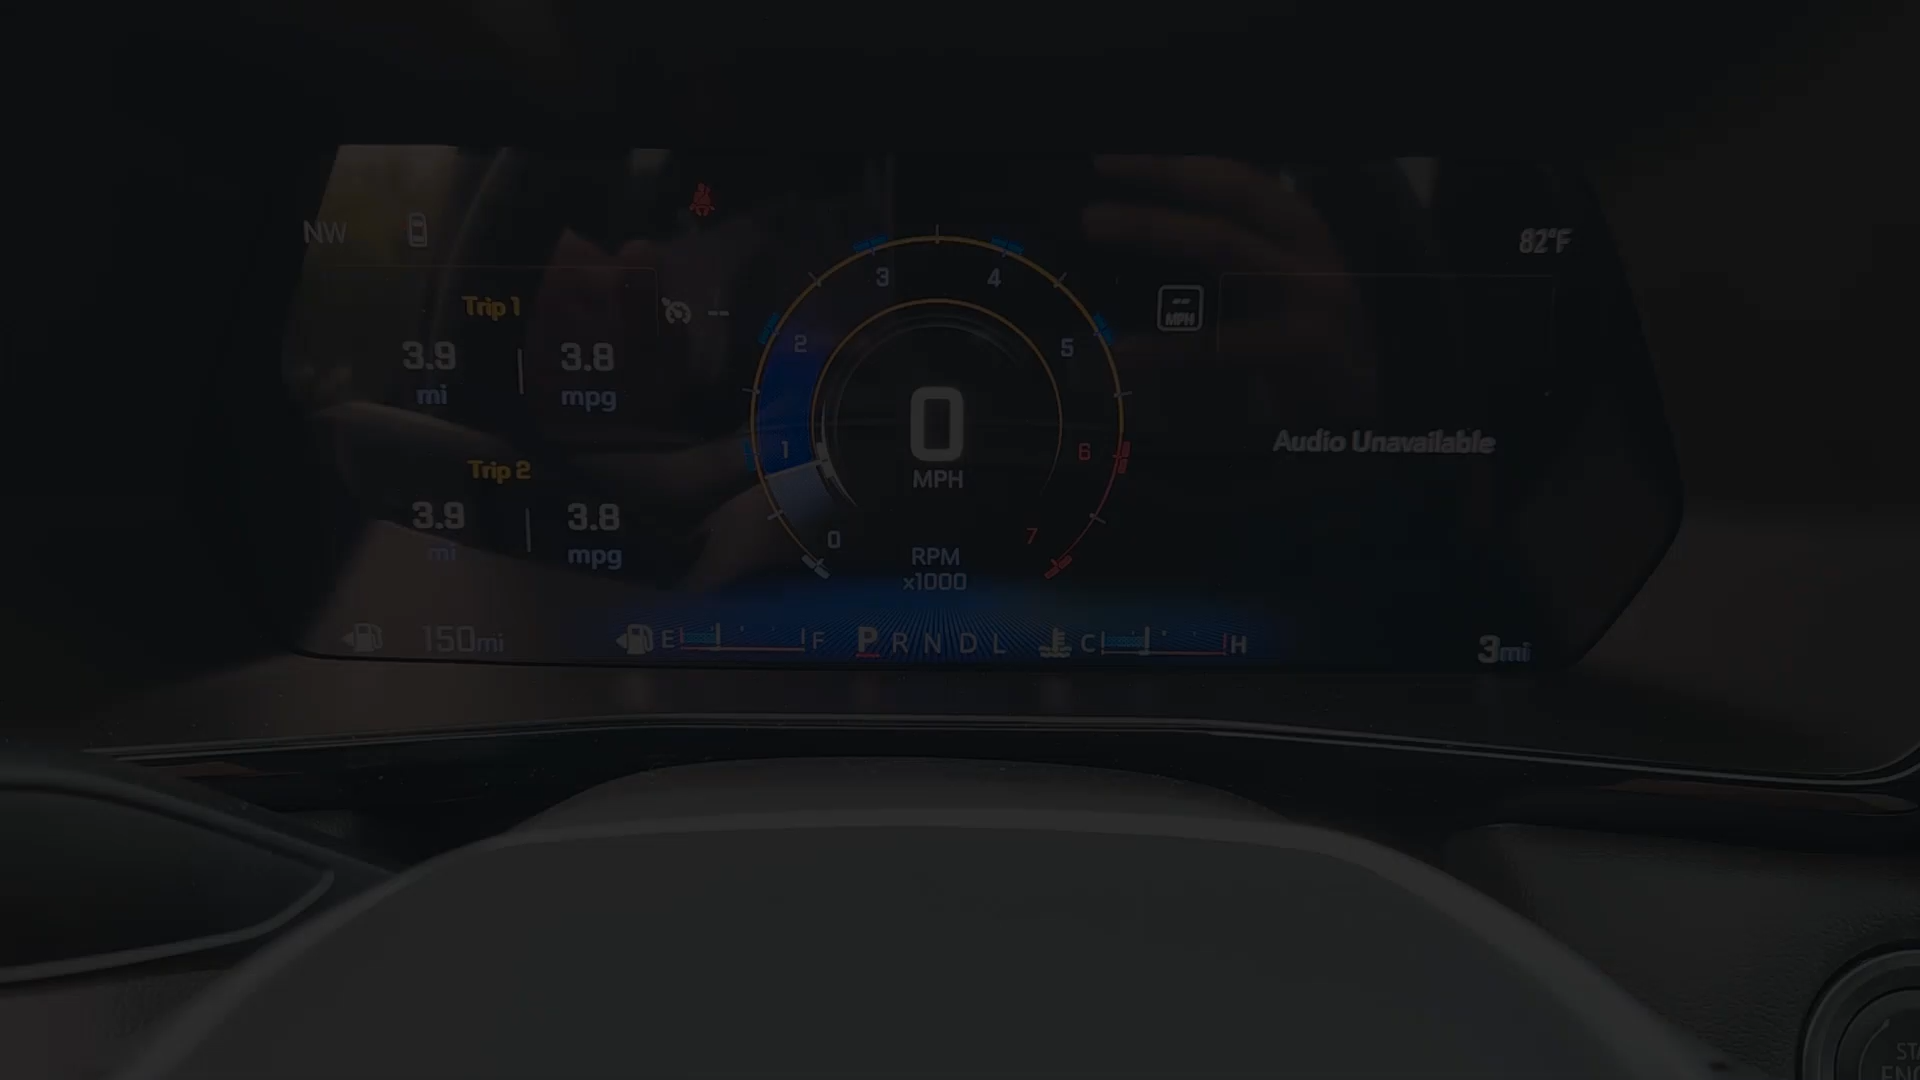 NW
82°F
Trip 1
3.9 mi
3.8 mpg
--
-- MPH
Trip 2
3.9 mi
3.8 mpg
0 1 2 3 4 5 6 7
0
MPH
RPM
x1000
Audio Unavailable
150mi
E F
P R N D L
C H
3mi